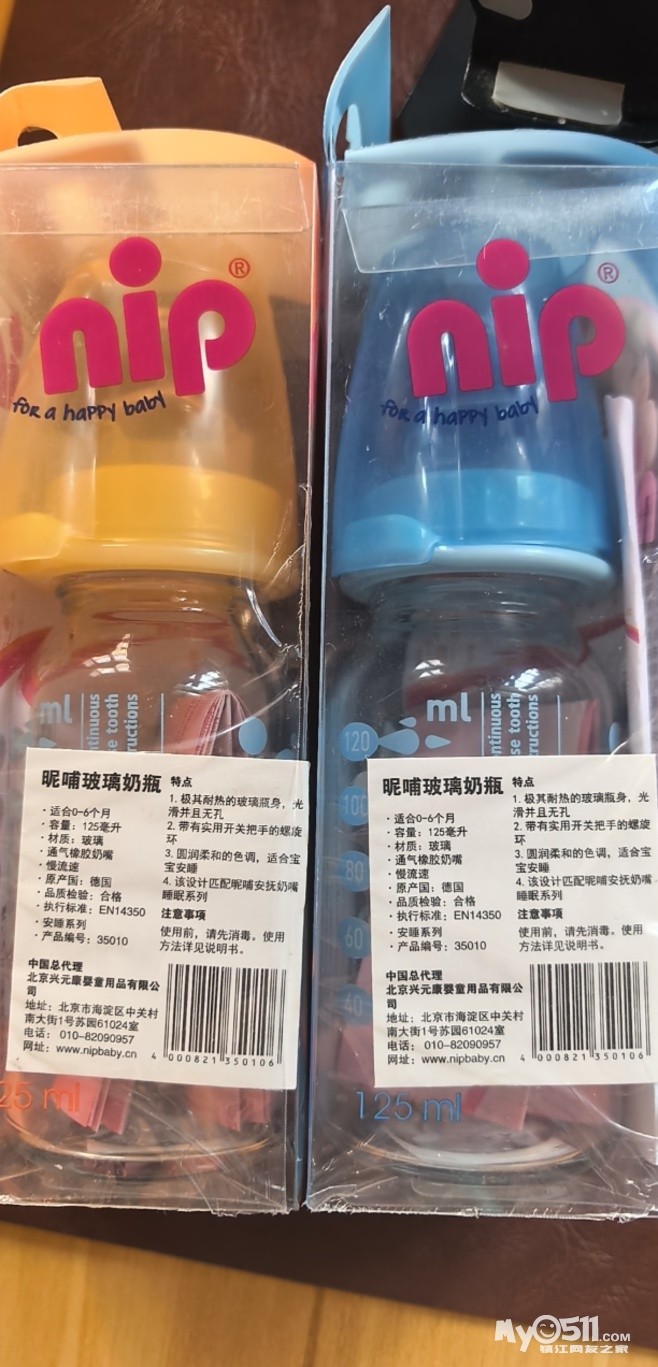 nip®
for a happy baby
ml
昵哺玻璃奶瓶
·适合0-6个月
·容量：125毫升
·材质：玻璃
·通气橡胶奶嘴
·慢流速
·原产国：德国
·品质检验：合格
·执行标准：EN14350
·安睡系列
·产品编号：35010
特点
1. 极其耐热的玻璃瓶身，光
滑并且无孔
2. 带有实用开关把手的螺旋
环
3. 圆润柔和的色调，适合宝
宝安睡
4. 该设计匹配昵哺安抚奶嘴
睡眠系列
注意事项
使用前，请先消毒。使用
方法详见说明书。
中国总代理
北京兴元康婴童用品有限公
司
地址：北京市海淀区中关村
南大街1号苏园61024室
电话： 010-82090957
网址：www.nipbaby.cn
4 000821 350106
25 ml
nip®
for a happy baby
ml
120
100
80
60
40
昵哺玻璃奶瓶
·适合0-6个月
·容量：125毫升
·材质：玻璃
·通气橡胶奶嘴
·慢流速
·原产国：德国
·品质检验：合格
·执行标准：EN14350
·安睡系列
·产品编号：35010
特点
1. 极其耐热的玻璃瓶身，光
滑并且无孔
2. 带有实用开关把手的螺旋
环
3. 圆润柔和的色调，适合宝
宝安睡
4. 该设计匹配昵哺安抚奶嘴
睡眠系列
注意事项
使用前，请先消毒。使用
方法详见说明书。
中国总代理
北京兴元康婴童用品有限公
司
地址：北京市海淀区中关村
南大街1号苏园61024室
电话： 010-82090957
网址：www.nipbaby.cn
4 000821 350106
125 ml
MyO511.com
镇江网友之家